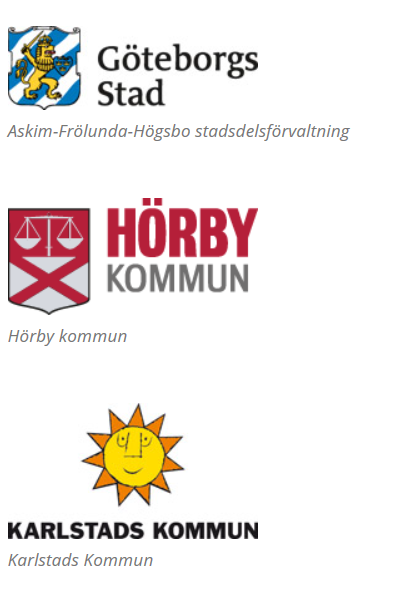 Göteborgs
Stad
Askim-Frölunda-Högsbo stadsdelsförvaltning
HÖRBY
KOMMUN
Hörby kommun
KARLSTADS KOMMUN
Karlstads Kommun